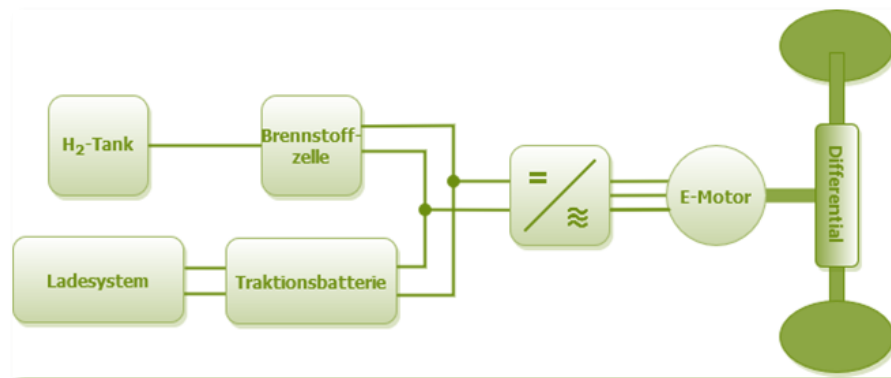 H₂-Tank
Brennstoff-
zelle
=
≋
E-Motor
Differential
Ladesystem
Traktionsbatterie